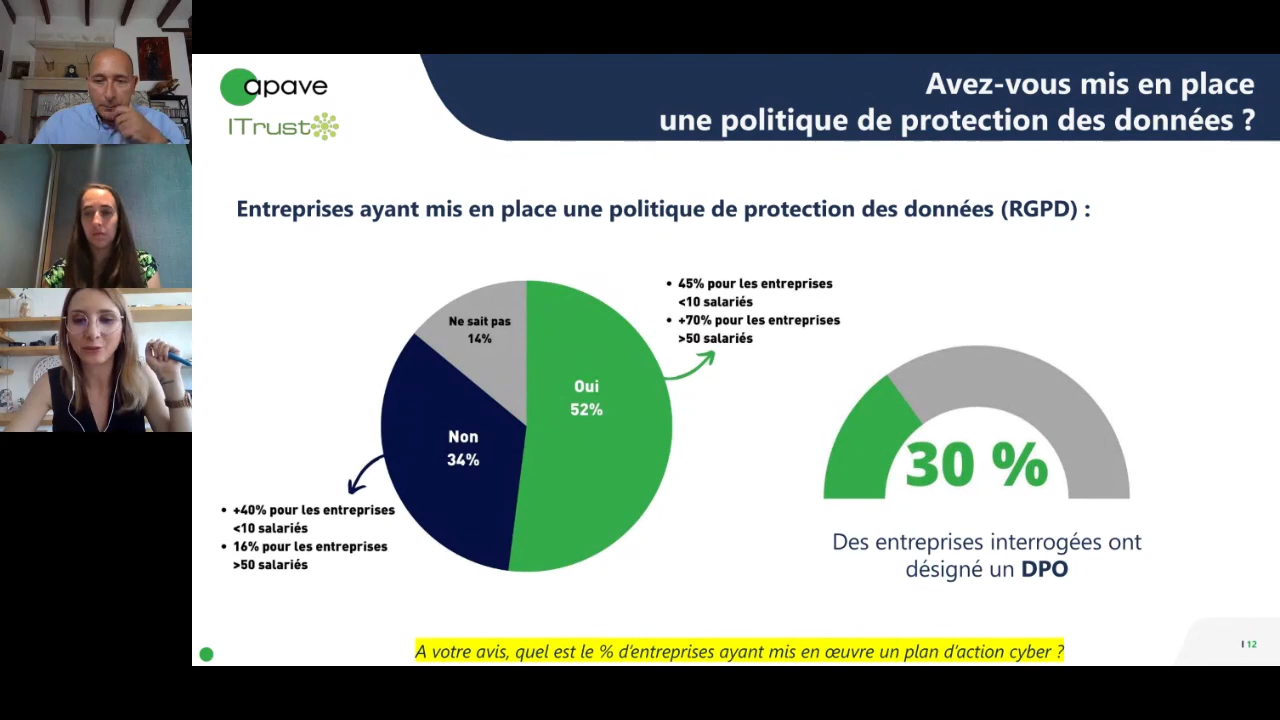 apave
ITrust
Avez-vous mis en place
une politique de protection des données ?
Entreprises ayant mis en place une politique de protection des données (RGPD) :
• 45% pour les entreprises
<10 salariés
• +70% pour les entreprises
>50 salariés
Ne sait pas
14%
Oui
52%
Non
34%
• +40% pour les entreprises
<10 salariés
• 16% pour les entreprises
>50 salariés
30 %
Des entreprises interrogées ont
désigné un DPO
A votre avis, quel est le % d'entreprises ayant mis en œuvre un plan d'action cyber ?
I 12